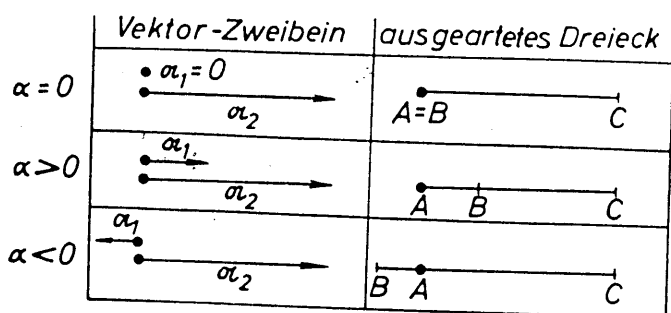 Vektor-Zweibein ausgeartetes Dreieck
α=0 𝔞₁=0 𝔞₂ A=B C
α>0 𝔞₁ 𝔞₂ A B C
α<0 𝔞₁ 𝔞₂ B A C